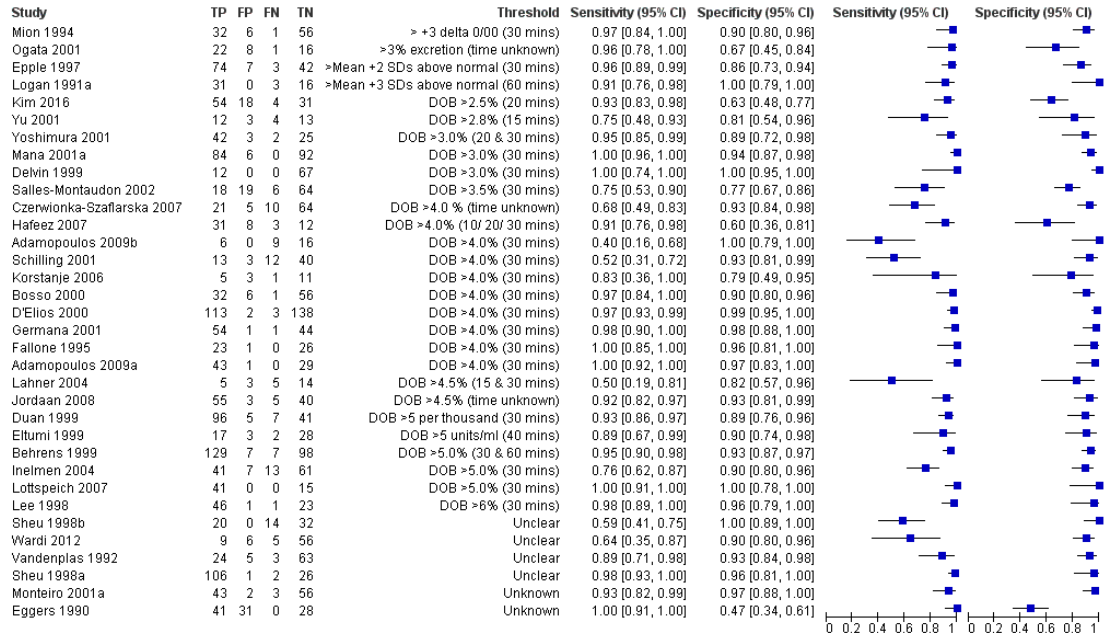 Study TP FP FN TN Threshold Sensitivity (95% CI) Specificity (95% CI) Sensitivity (95% CI) Specificity (95% CI)
Mion 1994 32 6 1 56 > +3 delta 0/00 (30 mins) 0.97 [0.84, 1.00] 0.90 [0.80, 0.96]
Ogata 2001 22 8 1 16 >3% excretion (time unknown) 0.96 [0.78, 1.00] 0.67 [0.45, 0.84]
Epple 1997 74 7 3 42 >Mean +2 SDs above normal (30 mins) 0.96 [0.89, 0.99] 0.86 [0.73, 0.94]
Logan 1991a 31 0 3 16 >Mean +3 SDs above normal (60 mins) 0.91 [0.76, 0.98] 1.00 [0.79, 1.00]
Kim 2016 54 18 4 31 DOB >2.5% (20 mins) 0.93 [0.83, 0.98] 0.63 [0.48, 0.77]
Yu 2001 12 3 4 13 DOB >2.8% (15 mins) 0.75 [0.48, 0.93] 0.81 [0.54, 0.96]
Yoshimura 2001 42 3 2 25 DOB >3.0% (20 & 30 mins) 0.95 [0.85, 0.99] 0.89 [0.72, 0.98]
Mana 2001a 84 6 0 92 DOB >3.0% (30 mins) 1.00 [0.96, 1.00] 0.94 [0.87, 0.98]
Delvin 1999 12 0 0 67 DOB >3.0% (30 mins) 1.00 [0.74, 1.00] 1.00 [0.95, 1.00]
Salles-Montaudon 2002 18 19 6 64 DOB >3.5% (30 mins) 0.75 [0.53, 0.90] 0.77 [0.67, 0.86]
Czerwionka-Szaflarska 2007 21 5 10 64 DOB >4.0 % (time unknown) 0.68 [0.49, 0.83] 0.93 [0.84, 0.98]
Hafeez 2007 31 8 3 12 DOB >4.0% (10/ 20/ 30 mins) 0.91 [0.76, 0.98] 0.60 [0.36, 0.81]
Adamopoulos 2009b 6 0 9 16 DOB >4.0% (30 mins) 0.40 [0.16, 0.68] 1.00 [0.79, 1.00]
Schilling 2001 13 3 12 40 DOB >4.0% (30 mins) 0.52 [0.31, 0.72] 0.93 [0.81, 0.99]
Korstanje 2006 5 3 1 11 DOB >4.0% (30 mins) 0.83 [0.36, 1.00] 0.79 [0.49, 0.95]
Bosso 2000 32 6 1 56 DOB >4.0% (30 mins) 0.97 [0.84, 1.00] 0.90 [0.80, 0.96]
D'Elios 2000 113 2 3 138 DOB >4.0% (30 mins) 0.97 [0.93, 0.99] 0.99 [0.95, 1.00]
Germana 2001 54 1 1 44 DOB >4.0% (30 mins) 0.98 [0.90, 1.00] 0.98 [0.88, 1.00]
Fallone 1995 23 1 0 26 DOB >4.0% (30 mins) 1.00 [0.85, 1.00] 0.96 [0.81, 1.00]
Adamopoulos 2009a 43 1 0 29 DOB >4.0% (30 mins) 1.00 [0.92, 1.00] 0.97 [0.83, 1.00]
Lahner 2004 5 3 5 14 DOB >4.5% (15 & 30 mins) 0.50 [0.19, 0.81] 0.82 [0.57, 0.96]
Jordaan 2008 55 3 5 40 DOB >4.5% (time unknown) 0.92 [0.82, 0.97] 0.93 [0.81, 0.99]
Duan 1999 96 5 7 41 DOB >5 per thousand (30 mins) 0.93 [0.86, 0.97] 0.89 [0.76, 0.96]
Eltumi 1999 17 3 2 28 DOB >5 units/ml (40 mins) 0.89 [0.67, 0.99] 0.90 [0.74, 0.98]
Behrens 1999 129 7 7 98 DOB >5.0% (30 & 60 mins) 0.95 [0.90, 0.98] 0.93 [0.87, 0.97]
Inelmen 2004 41 7 13 61 DOB >5.0% (30 mins) 0.76 [0.62, 0.87] 0.90 [0.80, 0.96]
Lottspeich 2007 41 0 0 15 DOB >5.0% (30 mins) 1.00 [0.91, 1.00] 1.00 [0.78, 1.00]
Lee 1998 46 1 1 23 DOB >6% (30 mins) 0.98 [0.89, 1.00] 0.96 [0.79, 1.00]
Sheu 1998b 20 0 14 32 Unclear 0.59 [0.41, 0.75] 1.00 [0.89, 1.00]
Wardi 2012 9 6 5 56 Unclear 0.64 [0.35, 0.87] 0.90 [0.80, 0.96]
Vandenplas 1992 24 5 3 63 Unclear 0.89 [0.71, 0.98] 0.93 [0.84, 0.98]
Sheu 1998a 106 1 2 26 Unclear 0.98 [0.93, 1.00] 0.96 [0.81, 1.00]
Monteiro 2001a 43 2 3 56 Unknown 0.93 [0.82, 0.99] 0.97 [0.88, 1.00]
Eggers 1990 41 31 0 28 Unknown 1.00 [0.91, 1.00] 0.47 [0.34, 0.61]
0 0.2 0.4 0.6 0.8 1 0 0.2 0.4 0.6 0.8 1